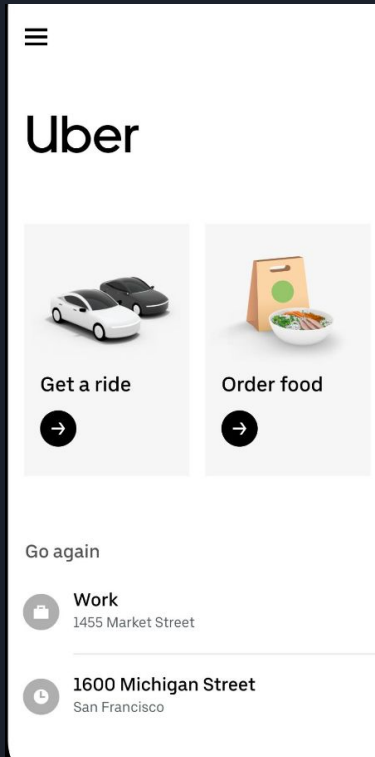 Uber
Get a ride
Order food
Go again
Work
1455 Market Street
1600 Michigan Street
San Francisco